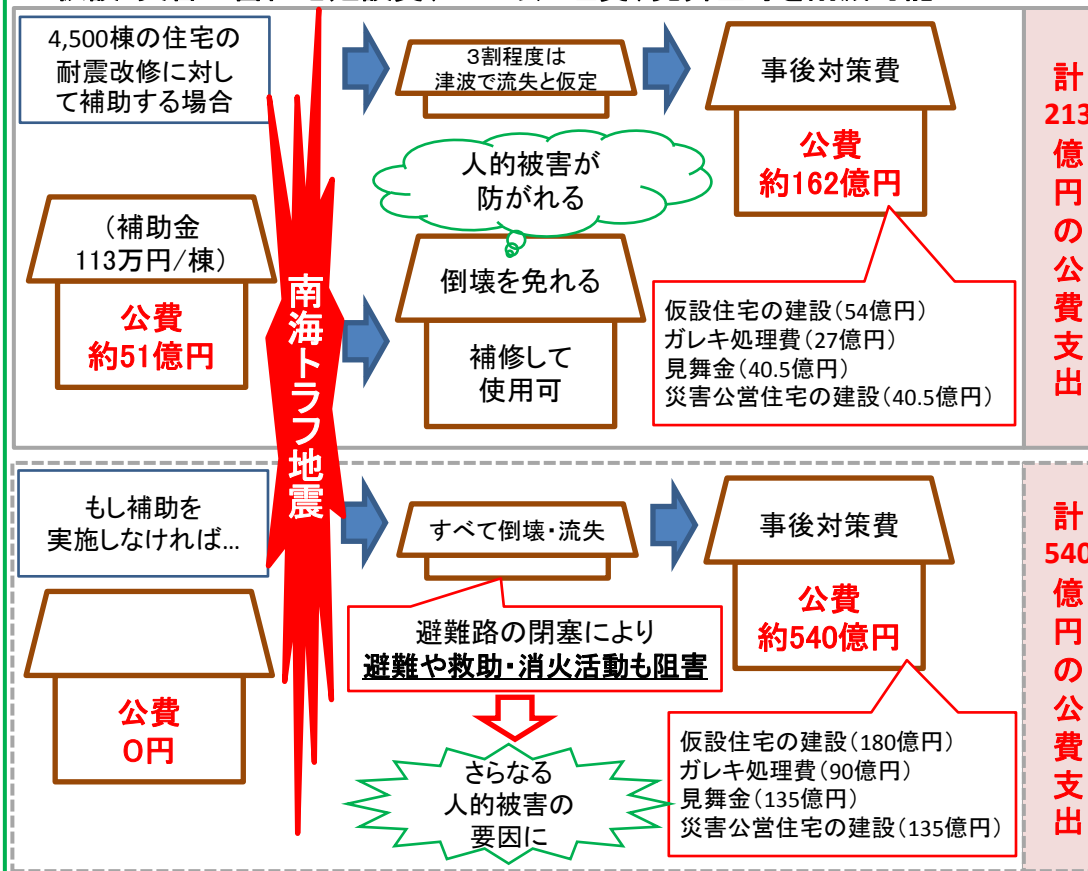 4,500棟の住宅の
耐震改修に対し
て補助する場合
3割程度は
津波で流失と仮定
事後対策費
公費
約162億円
人的被害が
防がれる
(補助金
113万円/棟)
公費
約51億円
倒壊を免れる
補修して
使用可
仮設住宅の建設(54億円)
ガレキ処理費(27億円)
見舞金(40.5億円)
災害公営住宅の建設(40.5億円)
計
213
億
円
の
公
費
支
出
南海トラフ地震
もし補助を
実施しなければ…
すべて倒壊・流失
事後対策費
公費
約540億円
避難路の閉塞により
避難や救助・消火活動も阻害
公費
0円
さらなる
人的被害の
要因に
仮設住宅の建設(180億円)
ガレキ処理費(90億円)
見舞金(135億円)
災害公営住宅の建設(135億円)
計
540
億
円
の
公
費
支
出